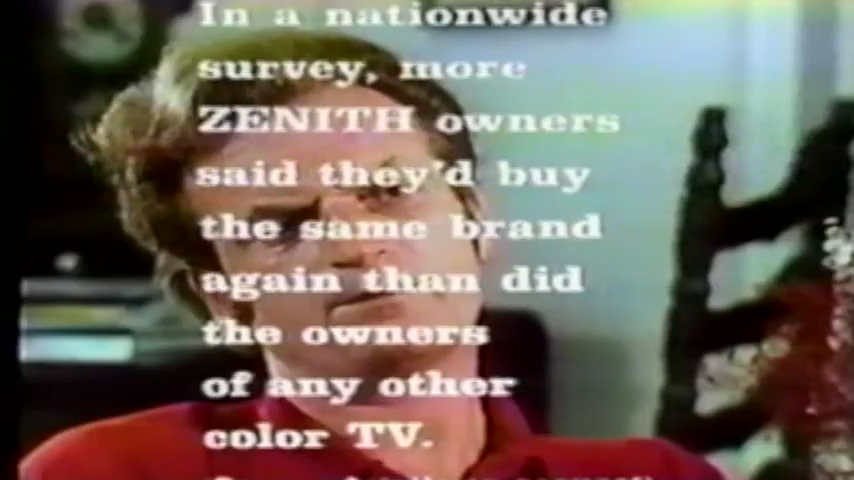 In a nationwide
survey, more
ZENITH owners
said they'd buy
the same brand
again than did
the owners
of any other
color TV.